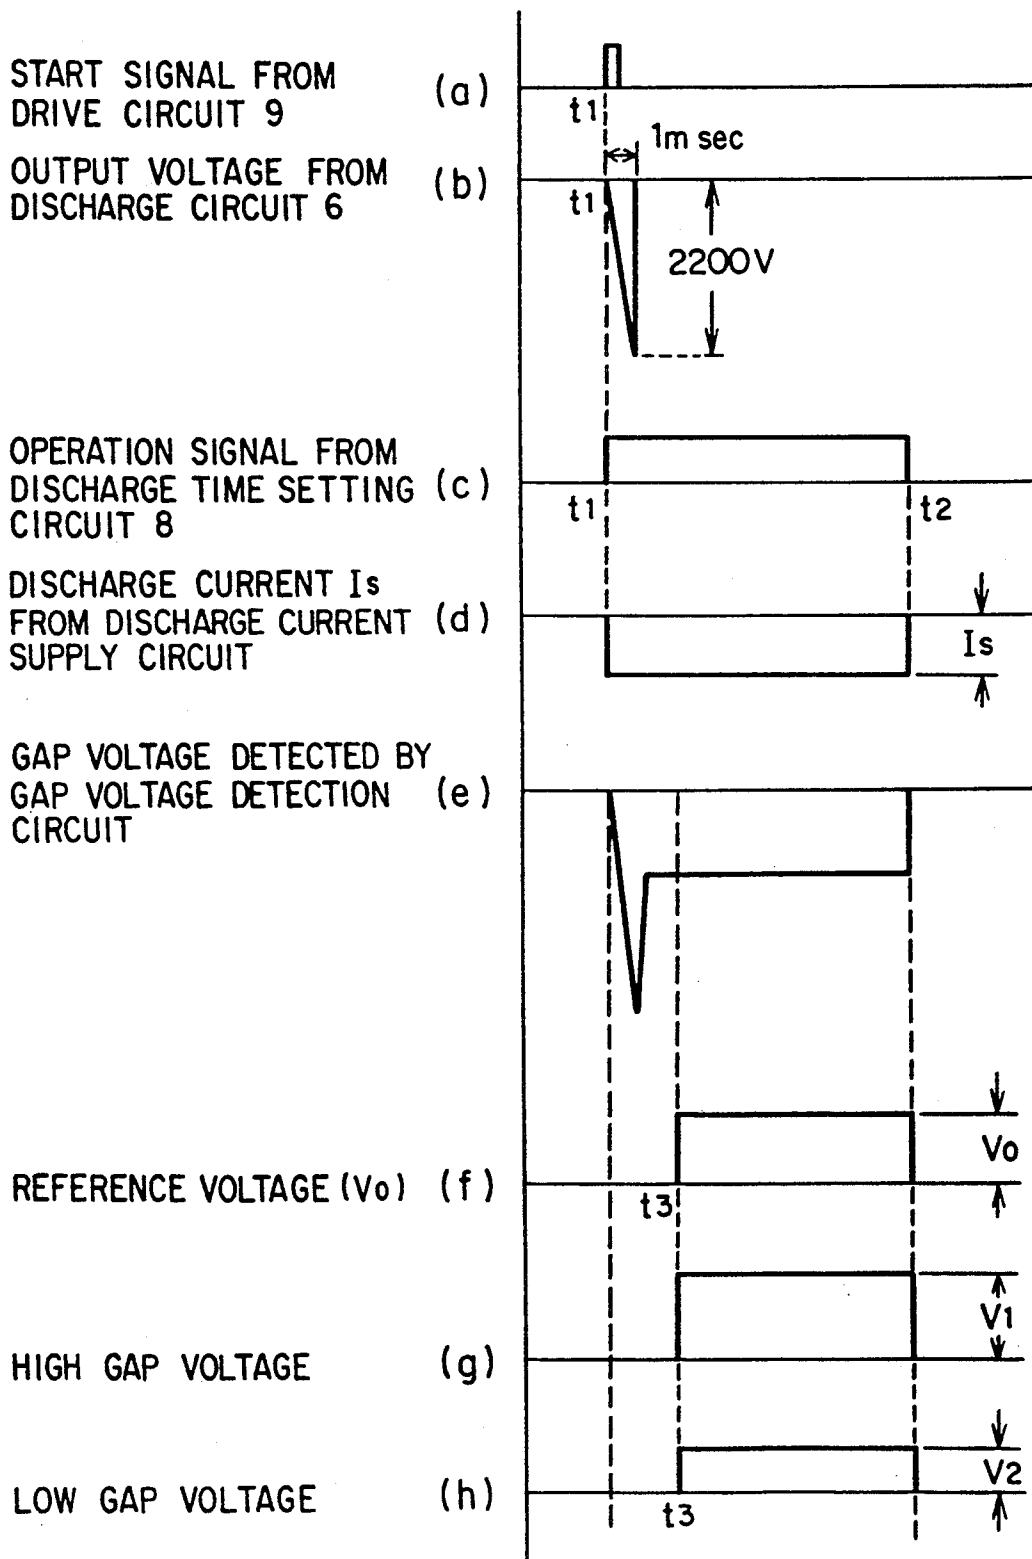 START SIGNAL FROM
DRIVE CIRCUIT 9
(a)
t1
1m sec
OUTPUT VOLTAGE FROM
DISCHARGE CIRCUIT 6
(b)
t1
2200V
OPERATION SIGNAL FROM
DISCHARGE TIME SETTING
CIRCUIT 8
(c)
t1
t2
DISCHARGE CURRENT Is
FROM DISCHARGE CURRENT
SUPPLY CIRCUIT
(d)
Is
GAP VOLTAGE DETECTED BY
GAP VOLTAGE DETECTION
CIRCUIT
(e)
REFERENCE VOLTAGE (Vo)
(f)
t3
Vo
HIGH GAP VOLTAGE
(g)
V1
LOW GAP VOLTAGE
(h)
t3
V2